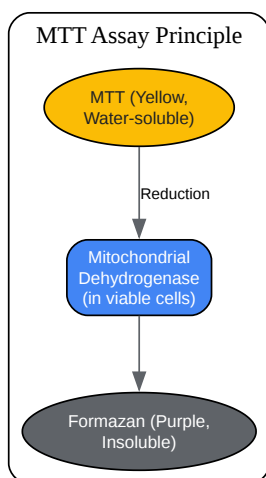 MTT Assay Principle
MTT (Yellow,
Water-soluble)
Reduction
Mitochondrial
Dehydrogenase
(in viable cells)
Formazan (Purple,
Insoluble)